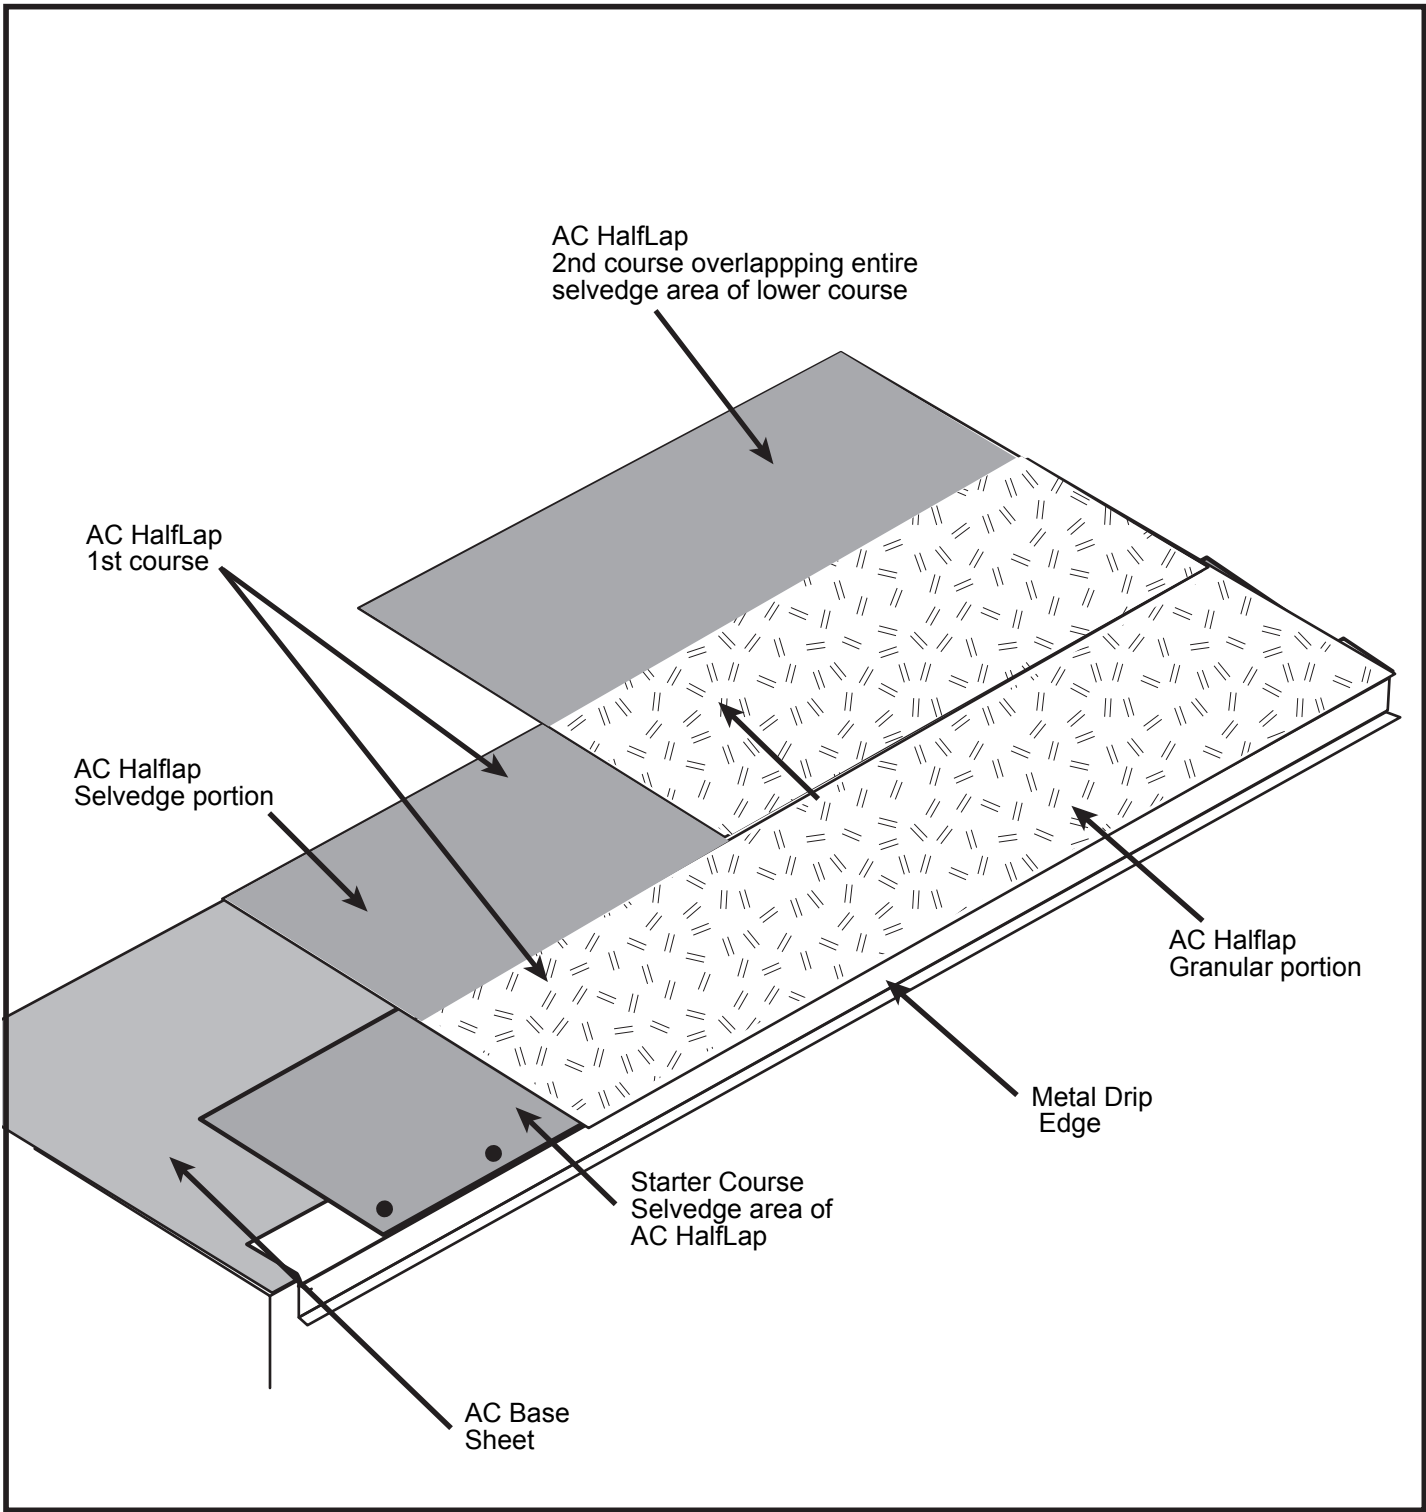 AC HalfLap
2nd course overlappping entire
selvedge area of lower course
AC HalfLap
1st course
AC Halflap
Selvedge portion
AC Halflap
Granular portion
Metal Drip
Edge
Starter Course
Selvedge area of
AC HalfLap
AC Base
Sheet